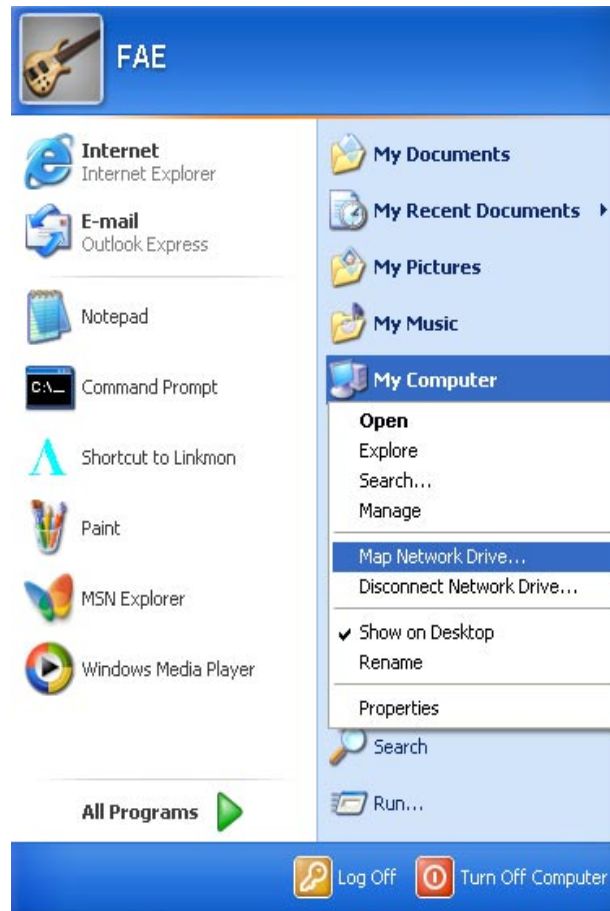 FAE
Internet
Internet Explorer
E-mail
Outlook Express
Notepad
C:\_
Command Prompt
Shortcut to Linkmon
Paint
MSN Explorer
Windows Media Player
All Programs
My Documents
My Recent Documents
My Pictures
My Music
My Computer
Open
Explore
Search...
Manage
Map Network Drive...
Disconnect Network Drive...
Show on Desktop
Rename
Properties
Search
Run...
Log Off
Turn Off Computer